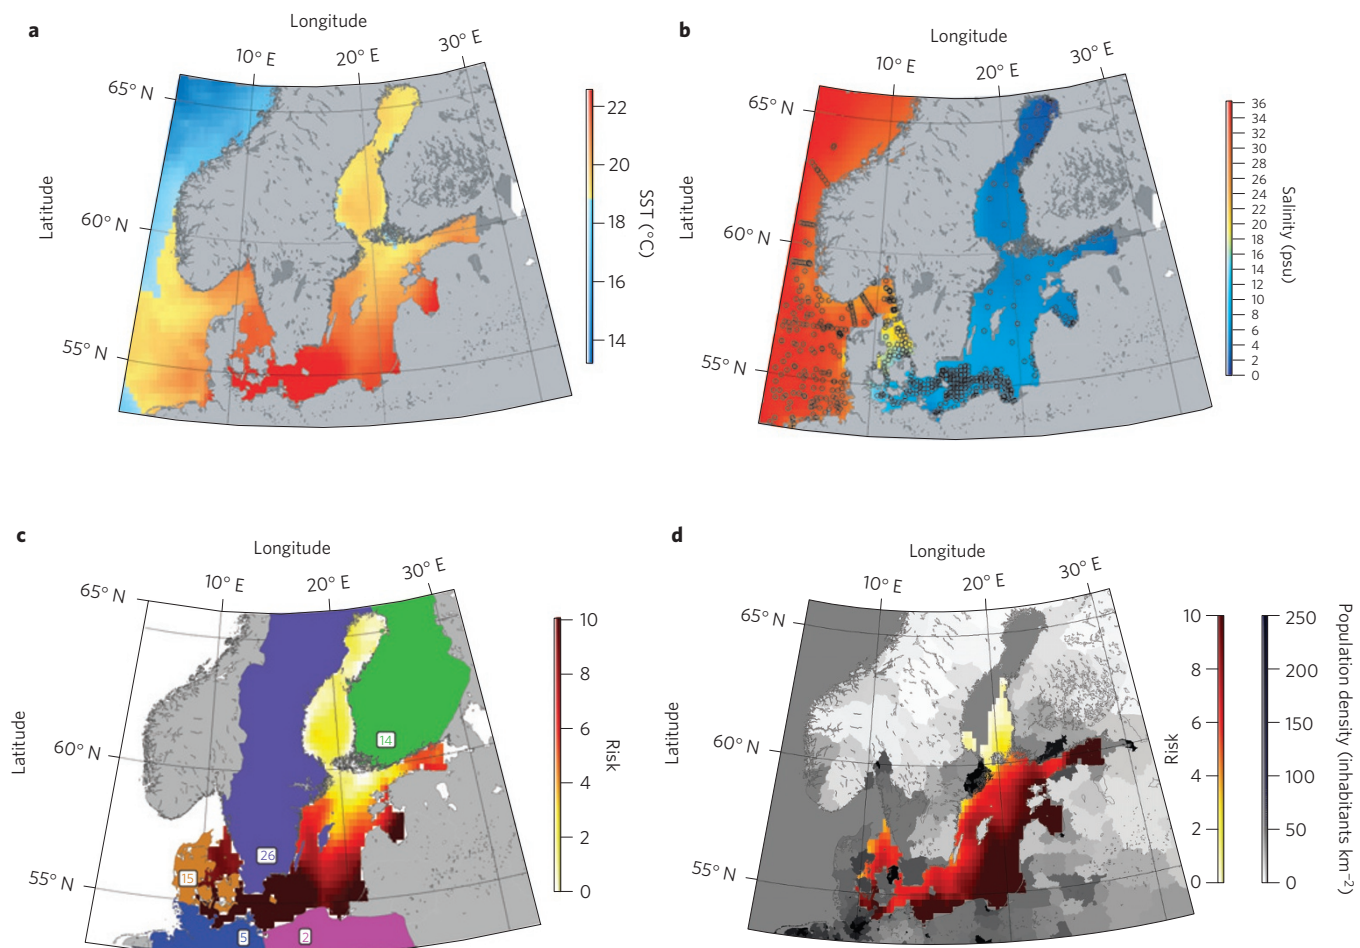 a
Longitude
10° E
20° E
30° E
65° N
60° N
55° N
Latitude
22
20
18
16
14
SST (°C)
b
Longitude
10° E
20° E
30° E
65° N
60° N
55° N
Latitude
36
34
32
30
28
26
24
22
20
18
16
14
12
10
8
6
4
2
0
Salinity (psu)
c
Longitude
10° E
20° E
30° E
65° N
60° N
55° N
Latitude
14
26
15
5
2
10
8
6
4
2
0
Risk
d
Longitude
10° E
20° E
30° E
65° N
60° N
55° N
Latitude
10
8
6
4
2
0
Risk
250
200
150
100
50
0
Population density (inhabitants km⁻²)